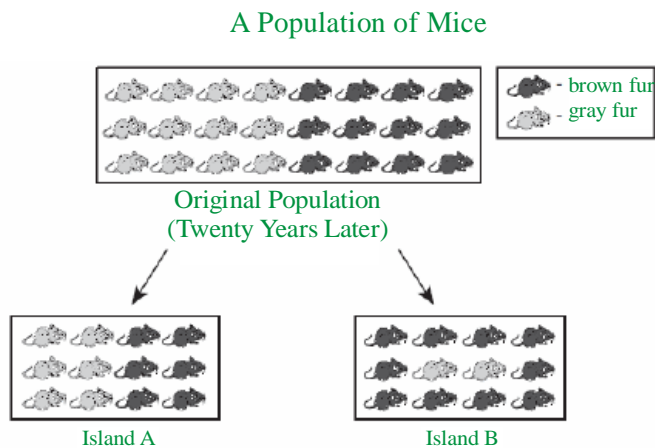 A Population of Mice
- brown fur
- gray fur
Original Population
(Twenty Years Later)
Island A
Island B